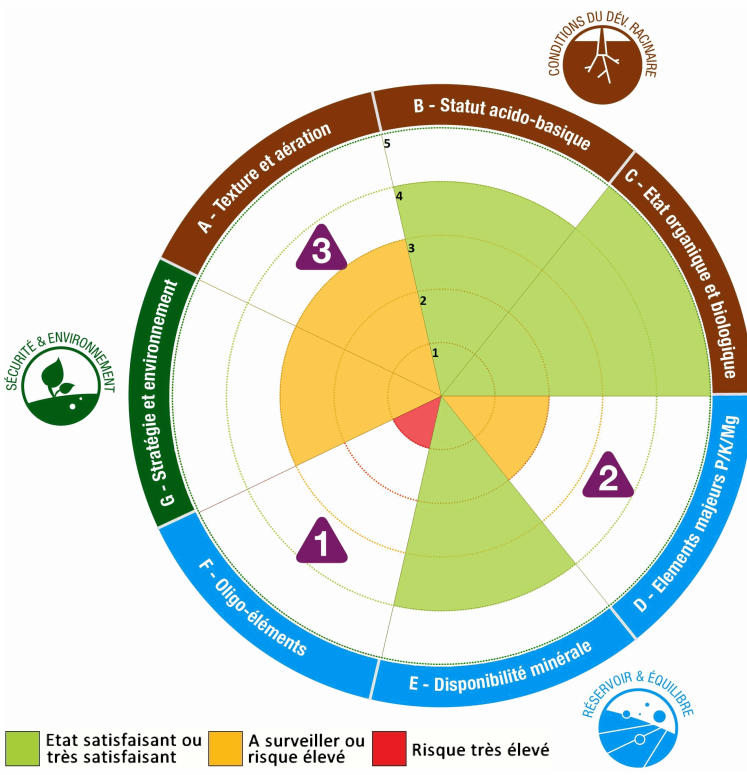 CONDITIONS DU DÉV. RACINAIRE
B - Statut acido-basique
A - Texture et aération
C - Etat organique et biologique
5
4
3
3
2
1
SÉCURITÉ & ENVIRONNEMENT
G - Stratégie et environnement
D - Elements majeurs P/K/Mg
2
1
F - Oligo-éléments
E - Disponibilité minérale
RÉSERVOIR & ÉQUILIBRE
Etat satisfaisant ou
très satisfaisant
A surveiller ou
risque élevé
Risque très élevé